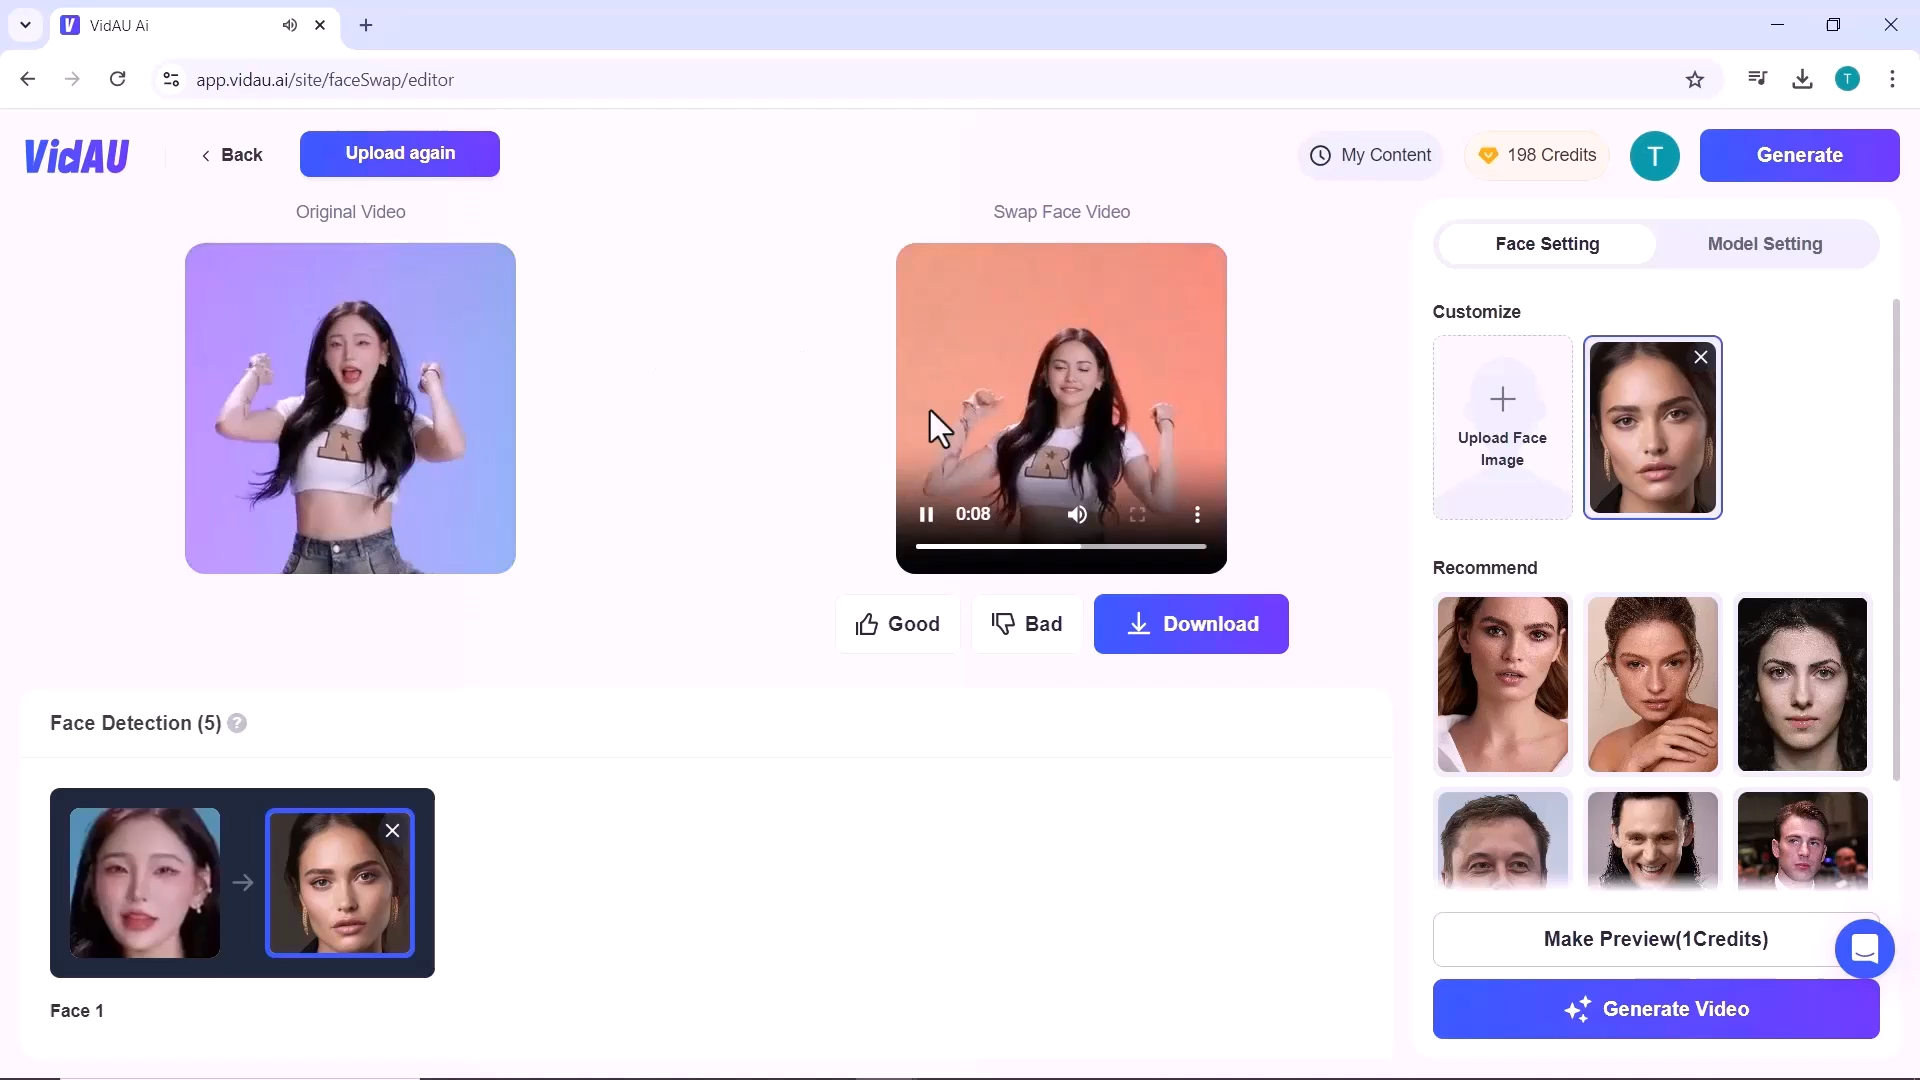 VidAU Ai
app.vidau.ai/site/faceSwap/editor
T
VidAU
Back
Upload again
My Content
198 Credits
T
Generate
Original Video
Swap Face Video
Face Setting
Model Setting
Customize
Upload Face
Image
R
R
0:08
Recommend
Good
Bad
Download
Face Detection (5) ?
Face 1
Make Preview(1Credits)
Generate Video